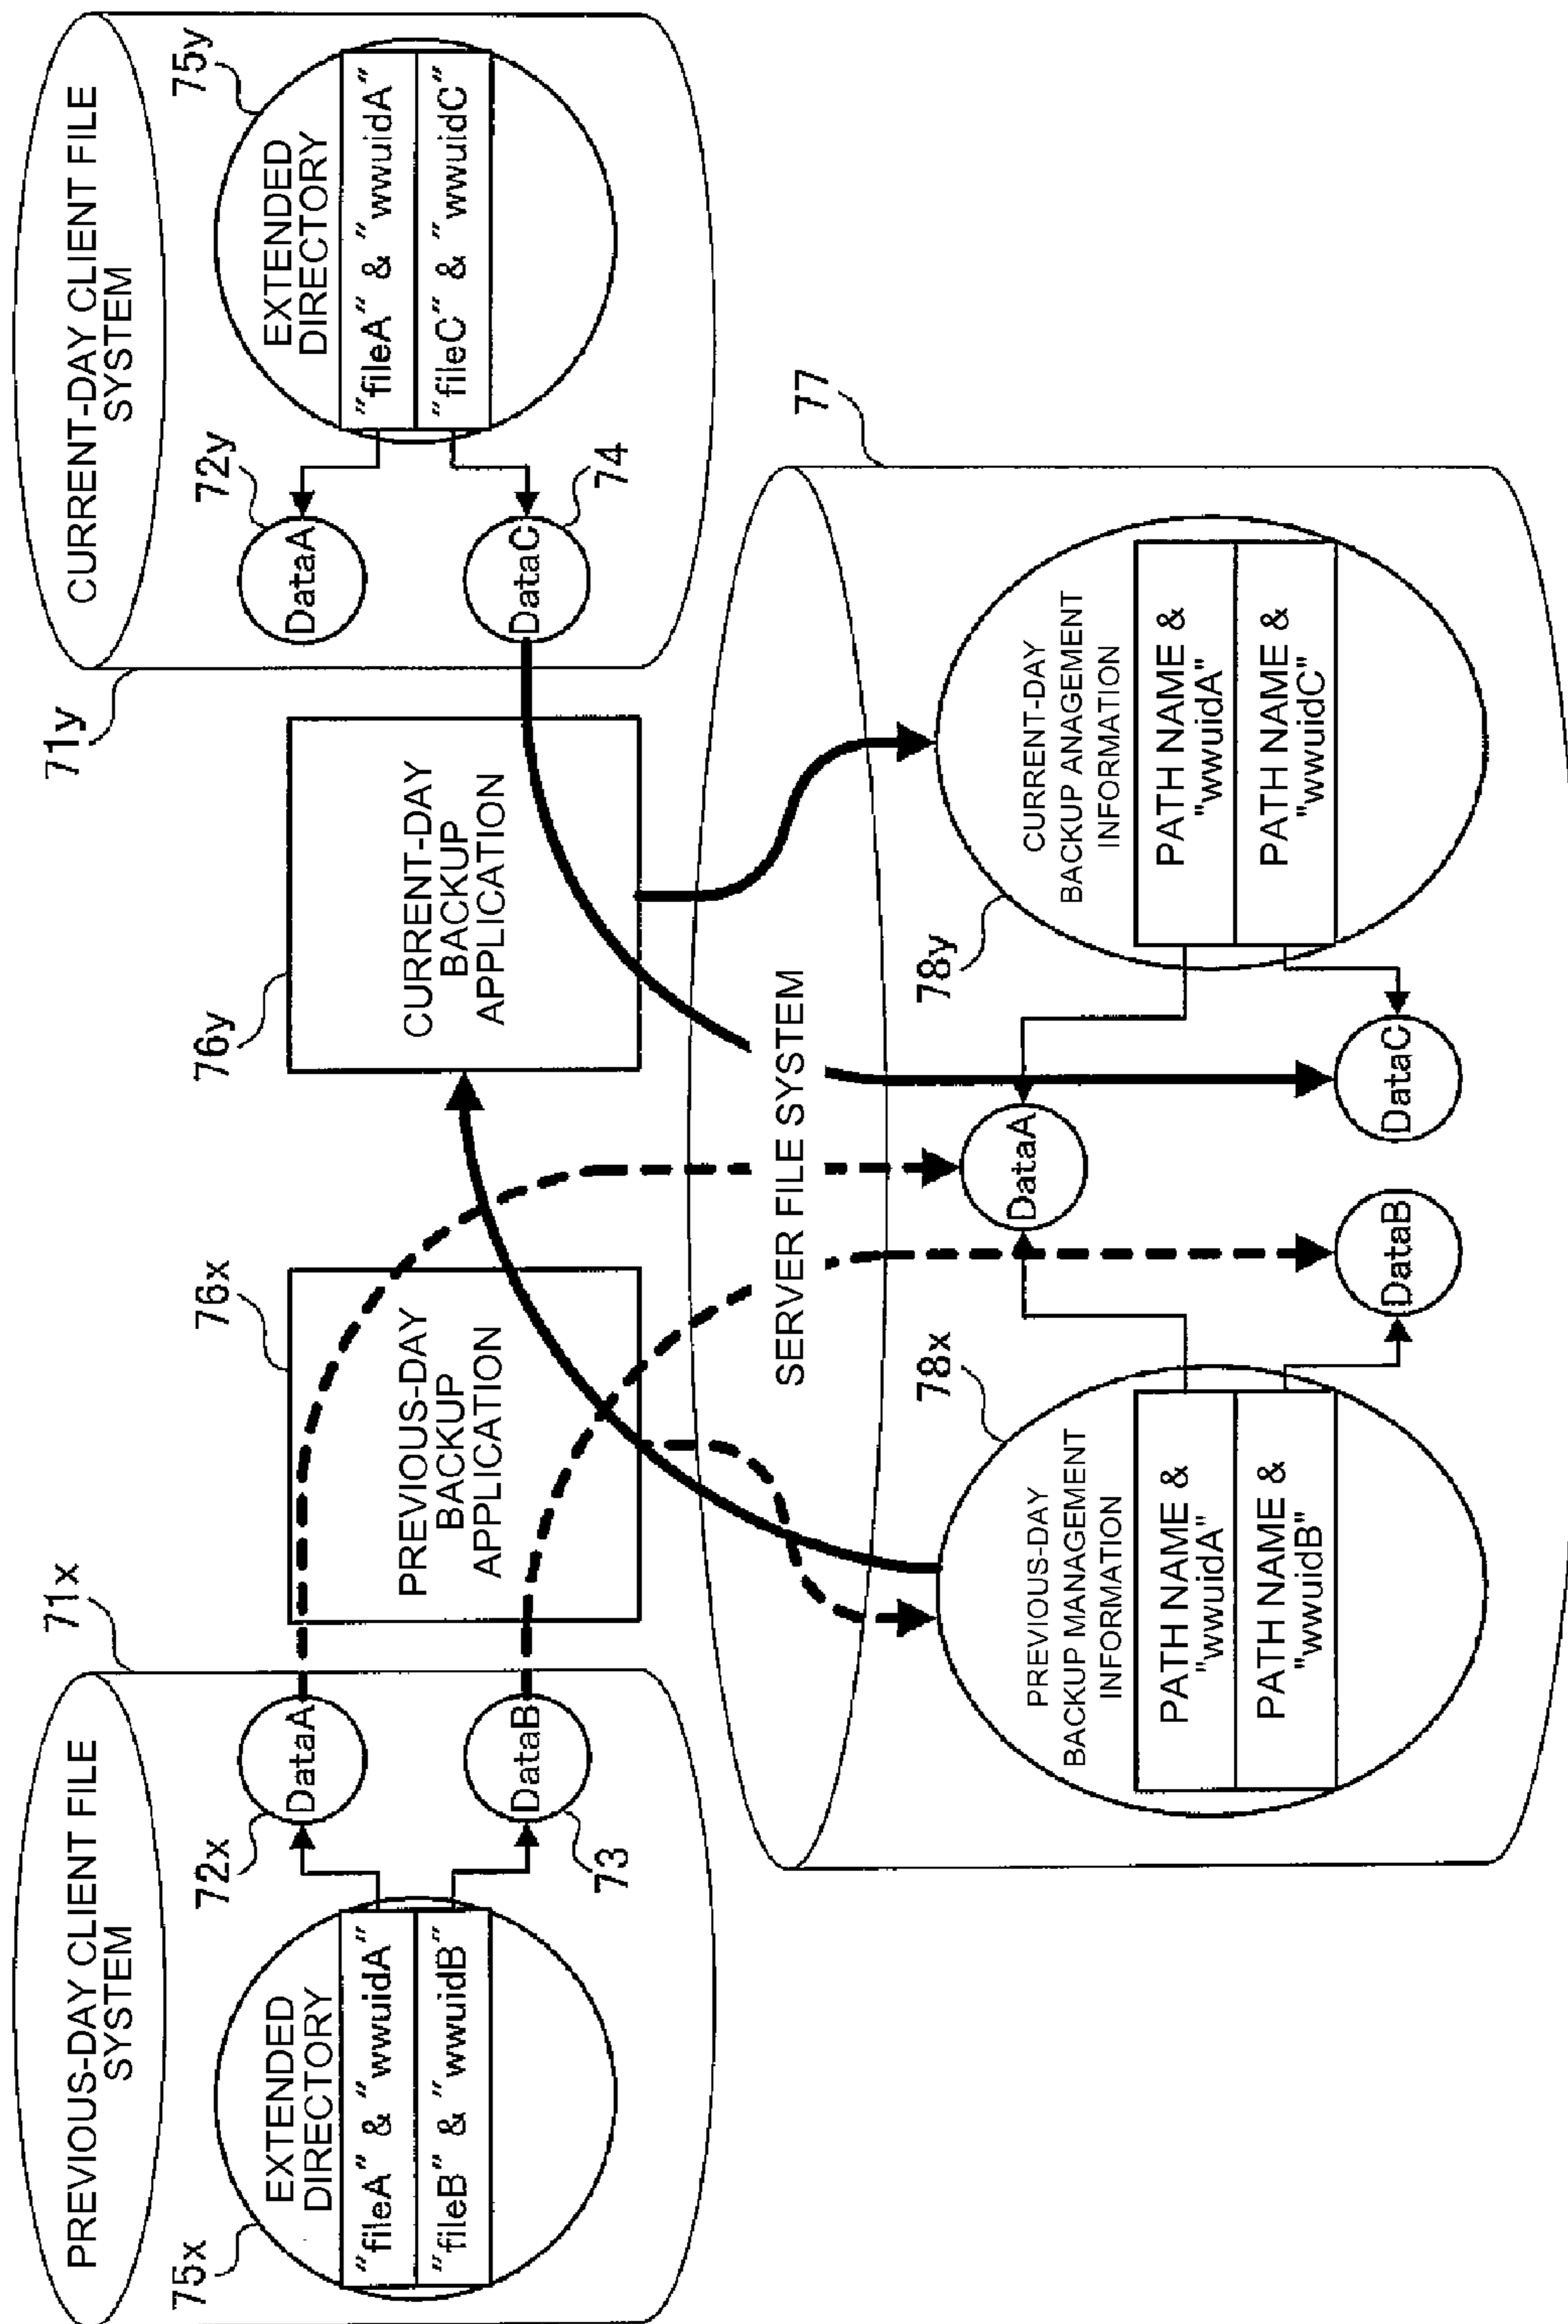 PREVIOUS-DAY CLIENT FILE
SYSTEM
71x
75x
EXTENDED
DIRECTORY
"fileA" & "wwuidA"
"fileB" & "wwuidB"
72x
DataA
DataB
73
76x
PREVIOUS-DAY
BACKUP
APPLICATION
76y
CURRENT-DAY
BACKUP
APPLICATION
71y
CURRENT-DAY CLIENT FILE
SYSTEM
72y
DataA
DataC
74
75y
EXTENDED
DIRECTORY
"fileA" & "wwuidA"
"fileC" & "wwuidC"
77
SERVER FILE SYSTEM
78x
PREVIOUS-DAY
BACKUP MANAGEMENT
INFORMATION
PATH NAME &
"wwuidA"
PATH NAME &
"wwuidB"
DataA
DataB
DataC
78y
CURRENT-DAY
BACKUP ANAGEMENT
INFORMATION
PATH NAME &
"wwuidA"
PATH NAME &
"wwuidC"